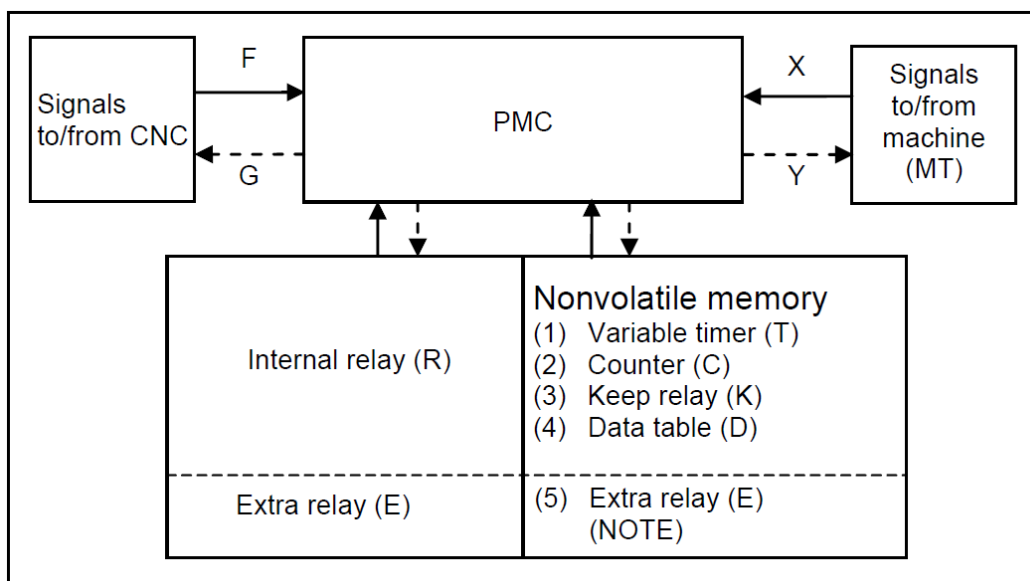 Signals
to/from CNC
F
G
PMC
X
Y
Signals
to/from
machine
(MT)
Internal relay (R)
Extra relay (E)
Nonvolatile memory
(1) Variable timer (T)
(2) Counter (C)
(3) Keep relay (K)
(4) Data table (D)
(5) Extra relay (E)
(NOTE)